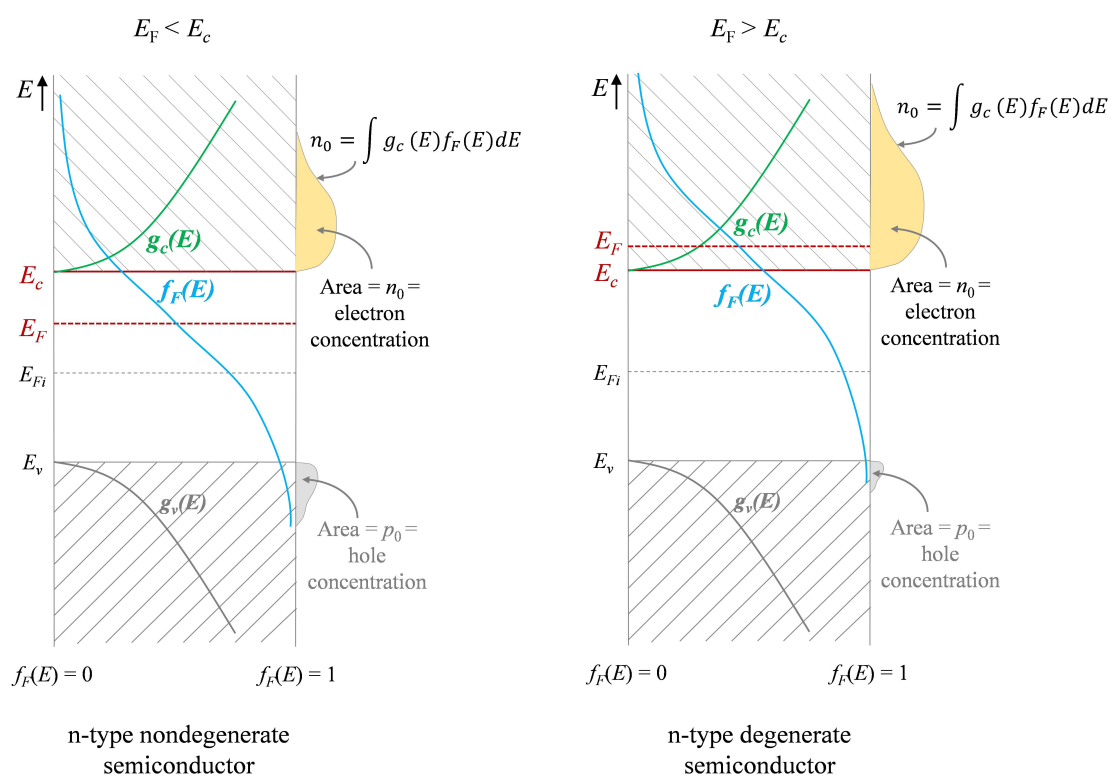 E_F < E_c
E
n_0 = ∫ g_c (E)f_F(E)dE
g_c(E)
E_c
f_F(E)
Area = n_0 =
electron
concentration
E_F
E_Fi
E_v
g_v(E)
Area = p_0 =
hole
concentration
f_F(E) = 0
f_F(E) = 1
n-type nondegenerate
semiconductor
E_F > E_c
E
n_0 = ∫ g_c (E)f_F(E)dE
g_c(E)
E_F
E_c
f_F(E)
Area = n_0 =
electron
concentration
E_Fi
E_v
g_v(E)
Area = p_0 =
hole
concentration
f_F(E) = 0
f_F(E) = 1
n-type degenerate
semiconductor